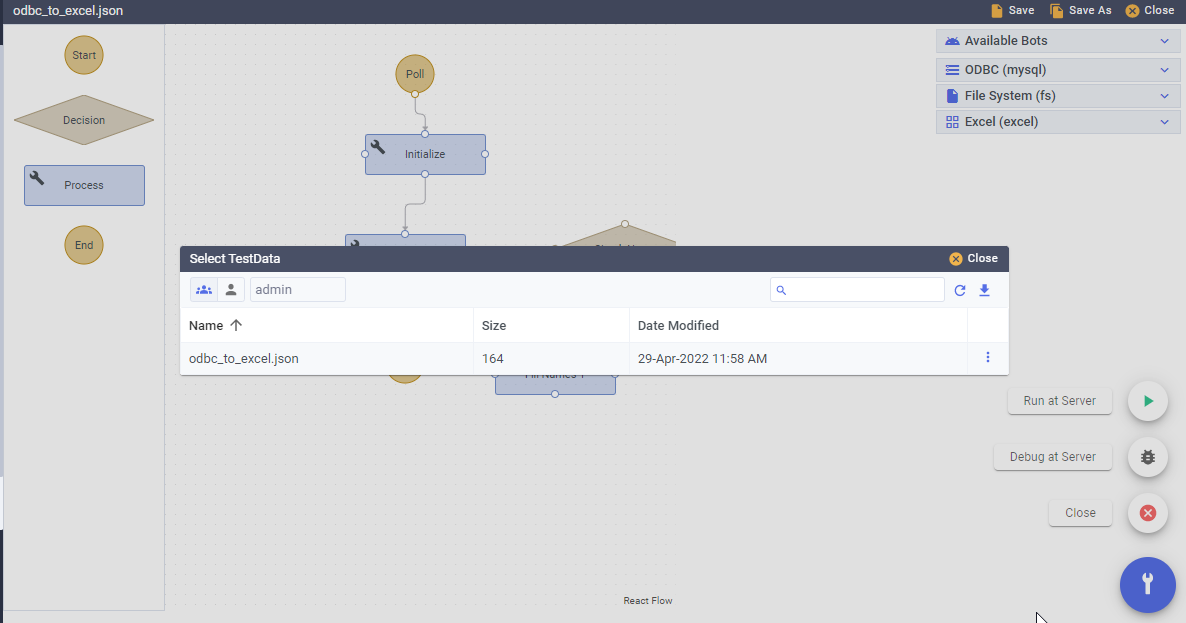 odbc_to_excel.json
Save
Save As
Close
Start
Decision
Process
End
Poll
Initialize
Available Bots
ODBC (mysql)
File System (fs)
Excel (excel)
Select TestData
Close
admin
Name
Size
Date Modified
odbc_to_excel.json
164
29-Apr-2022 11:58 AM
Run at Server
Debug at Server
Close
React Flow